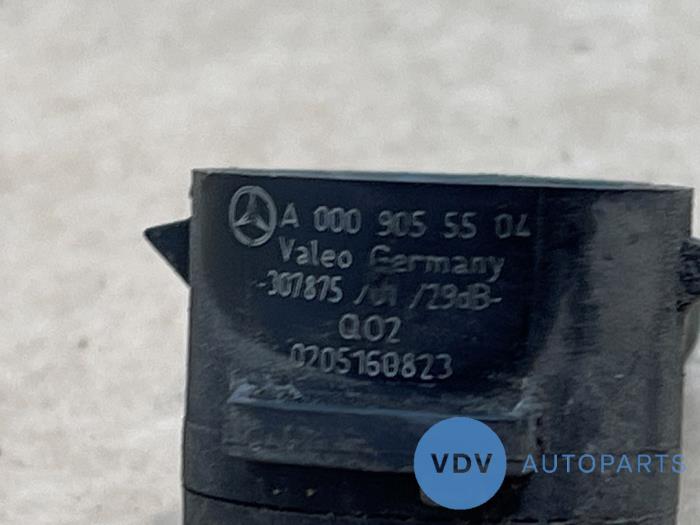 A 000 905 55 04
Valeo Germany
-307875 /01 /29dB-
Q02
0205160823
VDV AUTOPARTS